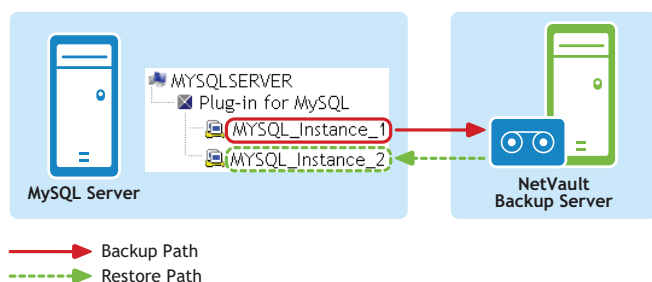 MYSQLSERVER
Plug-in for MySQL
MYSQL_Instance_1
MYSQL_Instance_2
MySQL Server
NetVault
Backup Server
Backup Path
Restore Path